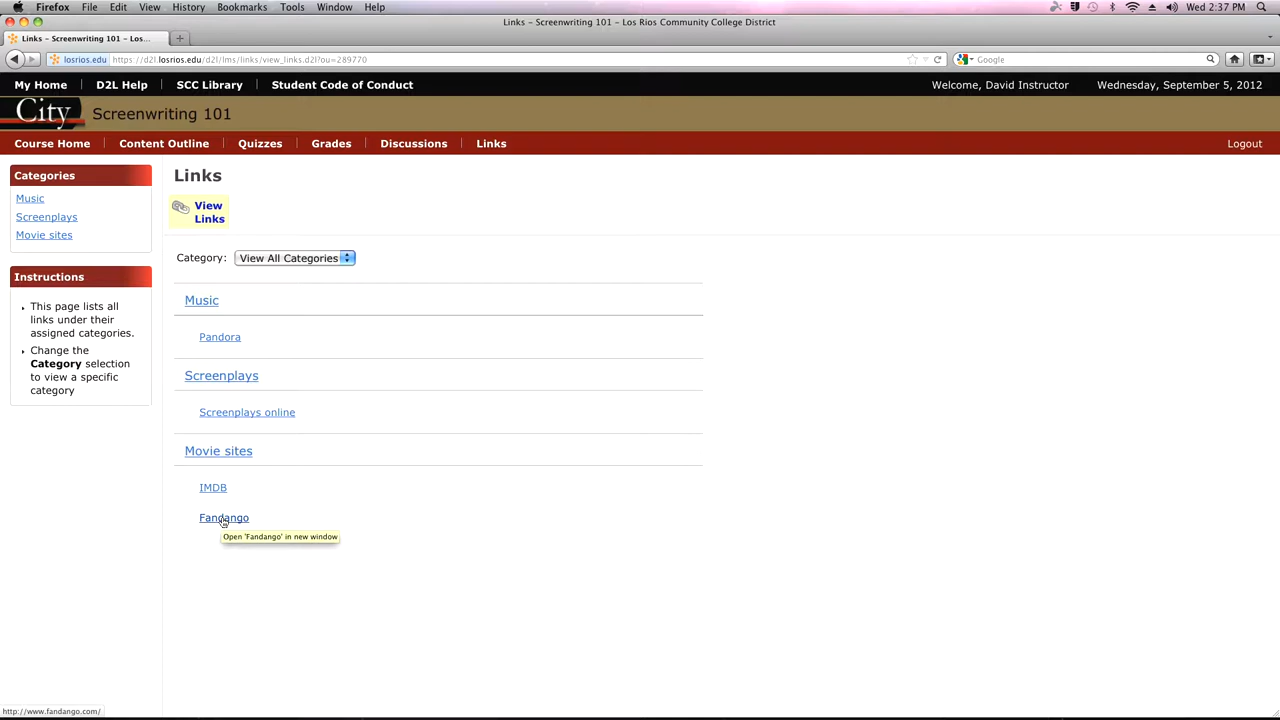 Firefox File Edit View History Bookmarks Tools Window Help Wed 2:37 PM
Links – Screenwriting 101 – Los Rios Community College District
Links – Screenwriting 101 – Los...
losrios.edu https://d2l.losrios.edu/d2l/lms/links/view_links.d2l?ou=289770 Google
My Home D2L Help SCC Library Student Code of Conduct Welcome, David Instructor Wednesday, September 5, 2012
City Screenwriting 101
Course Home Content Outline Quizzes Grades Discussions Links Logout
Categories
Music
Screenplays
Movie sites
Instructions
This page lists all
links under their
assigned categories.
Change the
Category selection
to view a specific
category
Links
View
Links
Category: View All Categories
Music
Pandora
Screenplays
Screenplays online
Movie sites
IMDB
Fandango
Open 'Fandango' in new window
http://www.fandango.com/